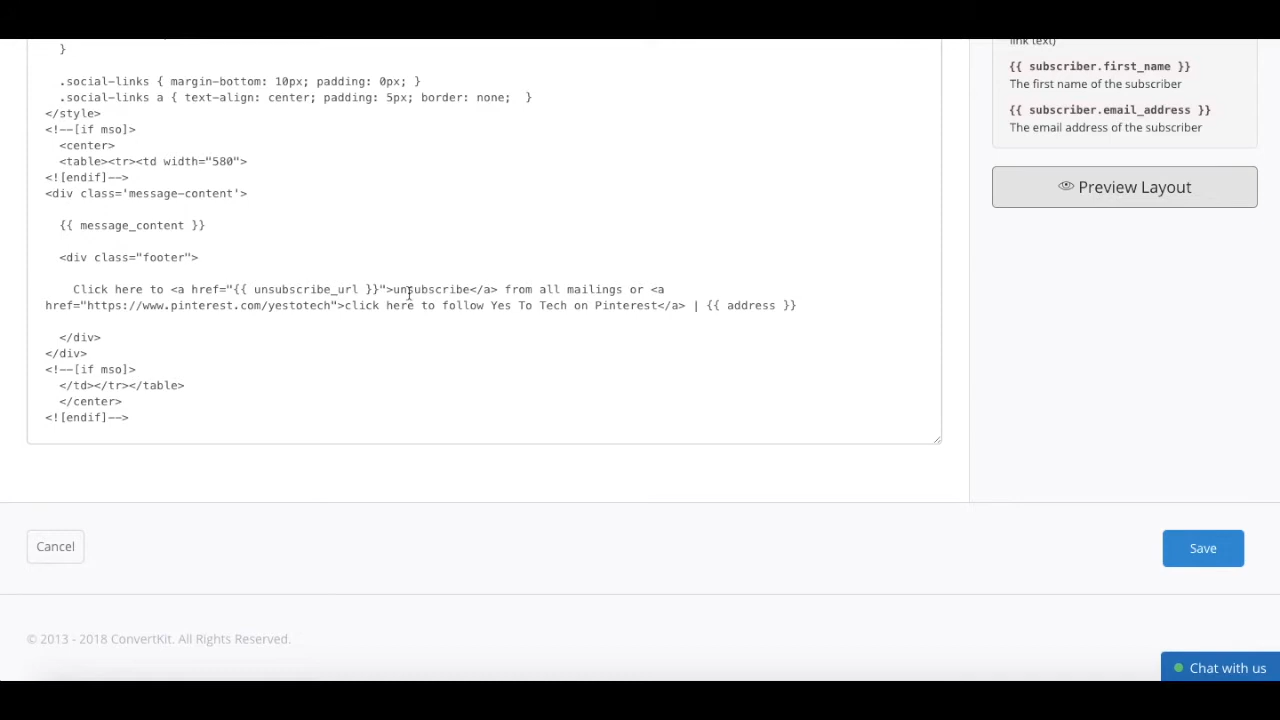 }
.social-links { margin-bottom: 10px; padding: 0px; }
.social-links a { text-align: center; padding: 5px; border: none;  }
</style>
<!--[if mso]>
<center>
<table><tr><td width="580">
<![endif]-->
<div class='message-content'>
{{ message_content }}
<div class="footer">
Click here to <a href="{{ unsubscribe_url }}">unsubscribe</a> from all mailings or <a
href="https://www.pinterest.com/yestotech">click here to follow Yes To Tech on Pinterest</a> | {{ address }}
</div>
</div>
<!--[if mso]>
</td></tr></table>
</center>
<![endif]-->
link text)
{{ subscriber.first_name }}
The first name of the subscriber
{{ subscriber.email_address }}
The email address of the subscriber
Preview Layout
Cancel
Save
© 2013 - 2018 ConvertKit. All Rights Reserved.
Chat with us